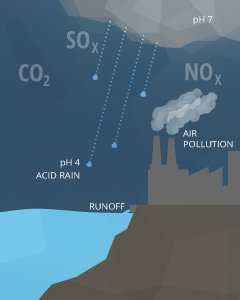 pH 7
SOX
CO2
NOX
AIR
POLLUTION
pH 4
ACID RAIN
RUNOFF